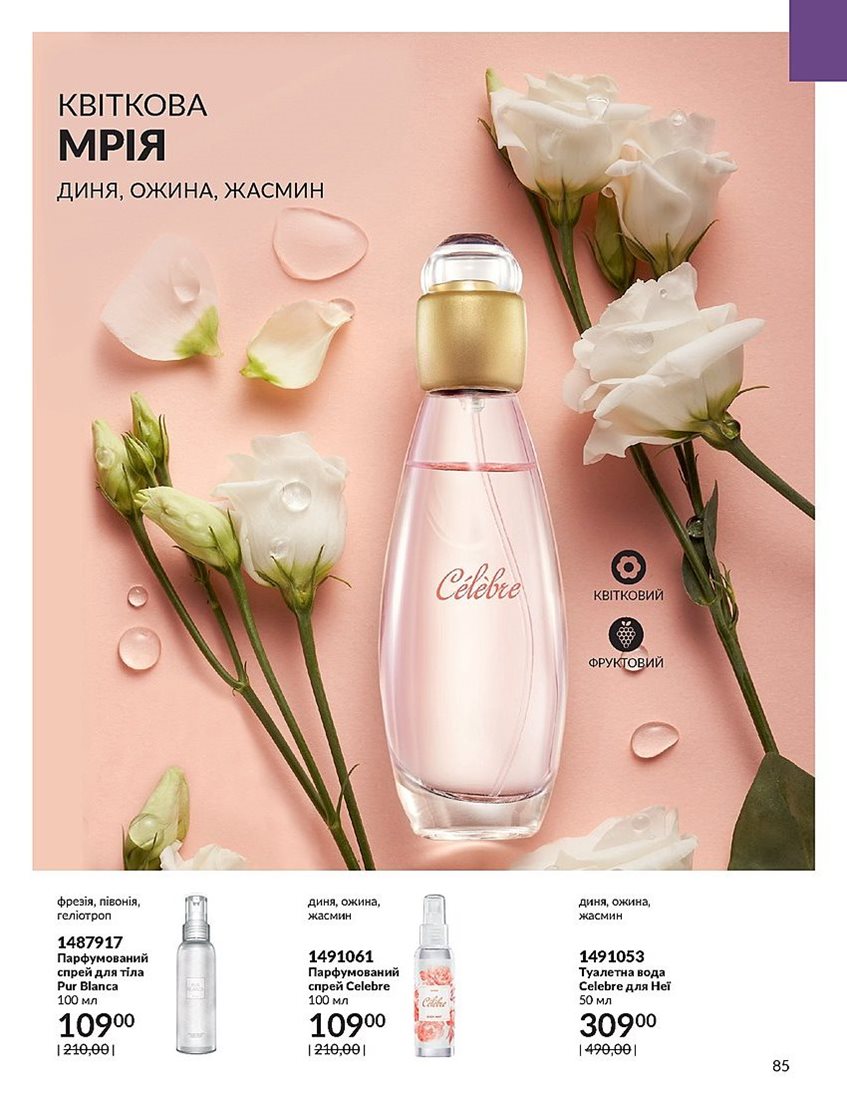 КВІТКОВА
МРІЯ
ДИНЯ, ОЖИНА, ЖАСМИН
Célèbre
КВІТКОВИЙ
ФРУКТОВИЙ
фрезія, півонія,
геліотроп
1487917
Парфумований
спрей для тіла
Pur Blanca
100 мл
109 00
| 210,00 |
PUR
BLANCA
диня, ожина,
жасмин
1491061
Парфумований
спрей Celebre
100 мл
109 00
| 210,00 |
Célèbre
диня, ожина,
жасмин
1491053
Туалетна вода
Celebre для Неї
50 мл
309 00
| 490,00 |
85